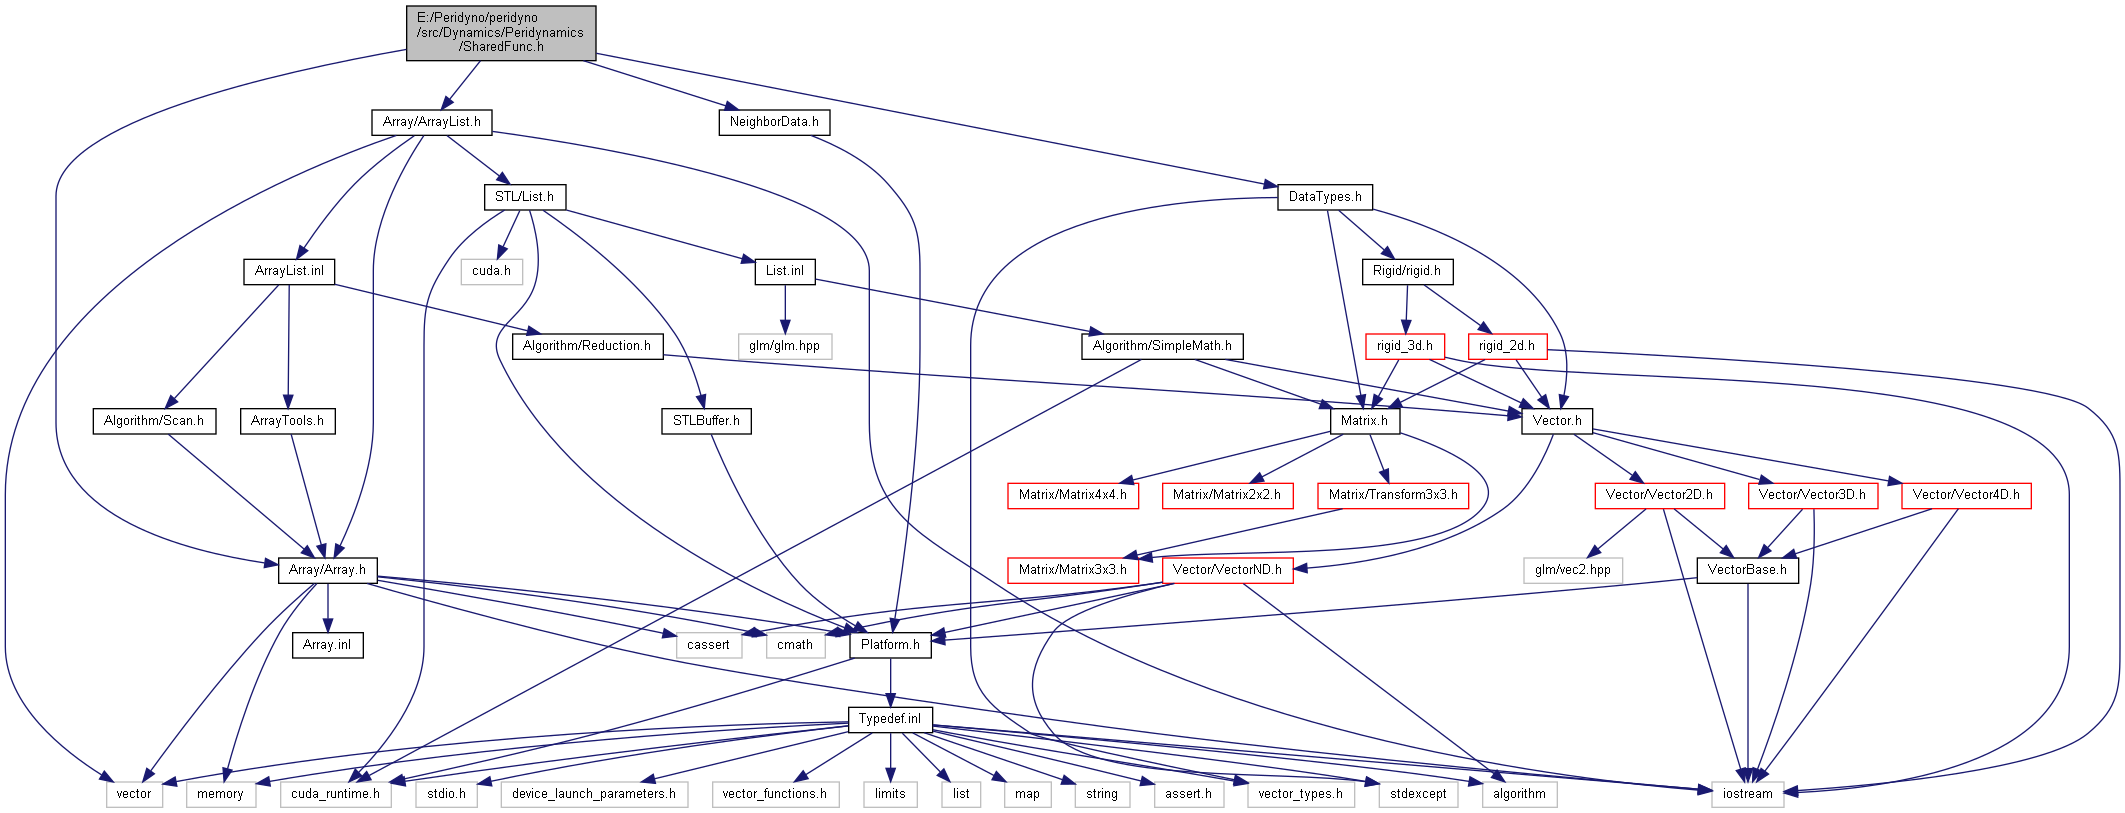 E:/Peridyno/peridyno
/src/Dynamics/Peridynamics
/SharedFunc.h
Array/ArrayList.h
NeighborData.h
STL/List.h
DataTypes.h
ArrayList.inl
cuda.h
List.inl
Rigid/rigid.h
Algorithm/Reduction.h
glm/glm.hpp
Algorithm/SimpleMath.h
rigid_3d.h
rigid_2d.h
Algorithm/Scan.h
ArrayTools.h
STLBuffer.h
Matrix.h
Vector.h
Matrix/Matrix4x4.h
Matrix/Matrix2x2.h
Matrix/Transform3x3.h
Vector/Vector2D.h
Vector/Vector3D.h
Vector/Vector4D.h
Array/Array.h
Matrix/Matrix3x3.h
Vector/VectorND.h
glm/vec2.hpp
VectorBase.h
Array.inl
cassert
cmath
Platform.h
Typedef.inl
vector
memory
cuda_runtime.h
stdio.h
device_launch_parameters.h
vector_functions.h
limits
list
map
string
assert.h
vector_types.h
stdexcept
algorithm
iostream